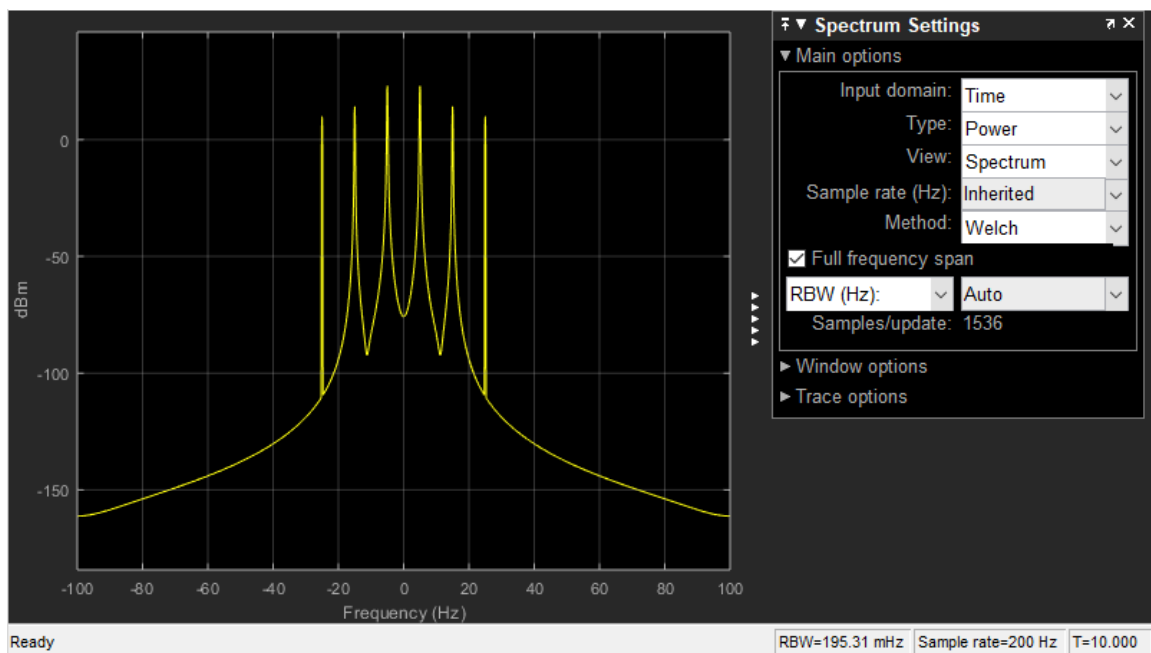 0
-50
-100
-150
dBm
-100 -80 -60 -40 -20 0 20 40 60 80 100
Frequency (Hz)
Spectrum Settings
Main options
Input domain: Time
Type: Power
View: Spectrum
Sample rate (Hz): Inherited
Method: Welch
Full frequency span
RBW (Hz): Auto
Samples/update: 1536
Window options
Trace options
Ready RBW=195.31 mHz Sample rate=200 Hz T=10.000